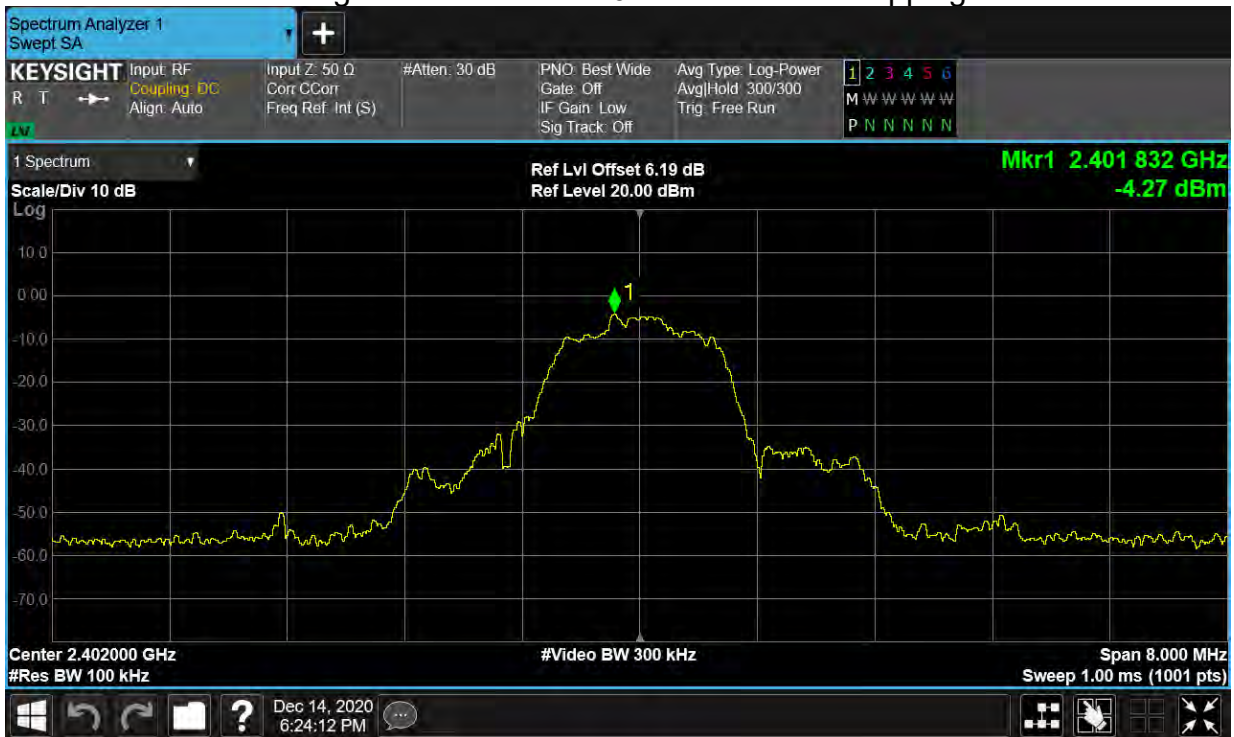 Spectrum Analyzer 1
Swept SA
+
KEYSIGHT Input: RF Input Z: 50 Ω #Atten: 30 dB PNO: Best Wide Avg Type: Log-Power 1 2 3 4 5 6
R T Coupling: DC Corr CCorr Gate: Off Avg|Hold: 300/300 M W W W W W
Align: Auto Freq Ref: Int (S) IF Gain: Low Trig: Free Run P N N N N N
Sig Track: Off
1 Spectrum
Ref Lvl Offset 6.19 dB Mkr1 2.401 832 GHz
Scale/Div 10 dB Ref Level 20.00 dBm -4.27 dBm
Log
10.0
0.00
1
-10.0
-20.0
-30.0
-40.0
-50.0
-60.0
-70.0
Center 2.402000 GHz #Video BW 300 kHz Span 8.000 MHz
#Res BW 100 kHz Sweep 1.00 ms (1001 pts)
? Dec 14, 2020
6:24:12 PM